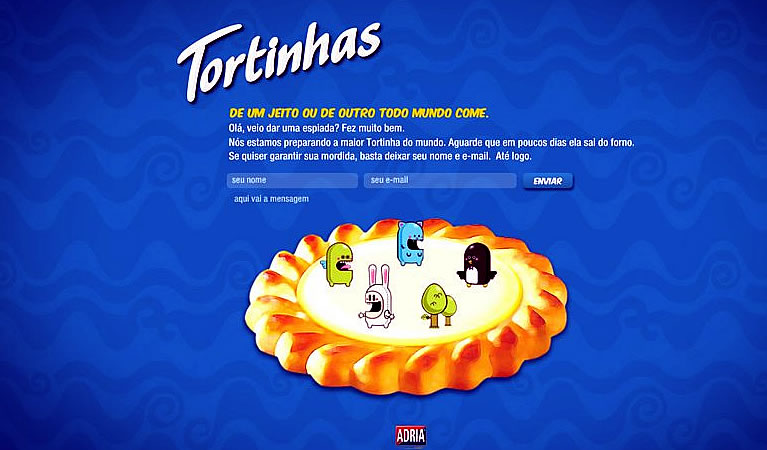 Tortinhas
DE UM JEITO OU DE OUTRO TODO MUNDO COME.
Olá, veio dar uma espiada? Fez muito bem.
Nós estamos preparando a maior Tortinha do mundo. Aguarde que em poucos dias ela sai do forno.
Se quiser garantir sua mordida, basta deixar seu nome e e-mail. Até logo.
seu nome seu e-mail ENVIAR
aqui vai a mensagem
ADRIA